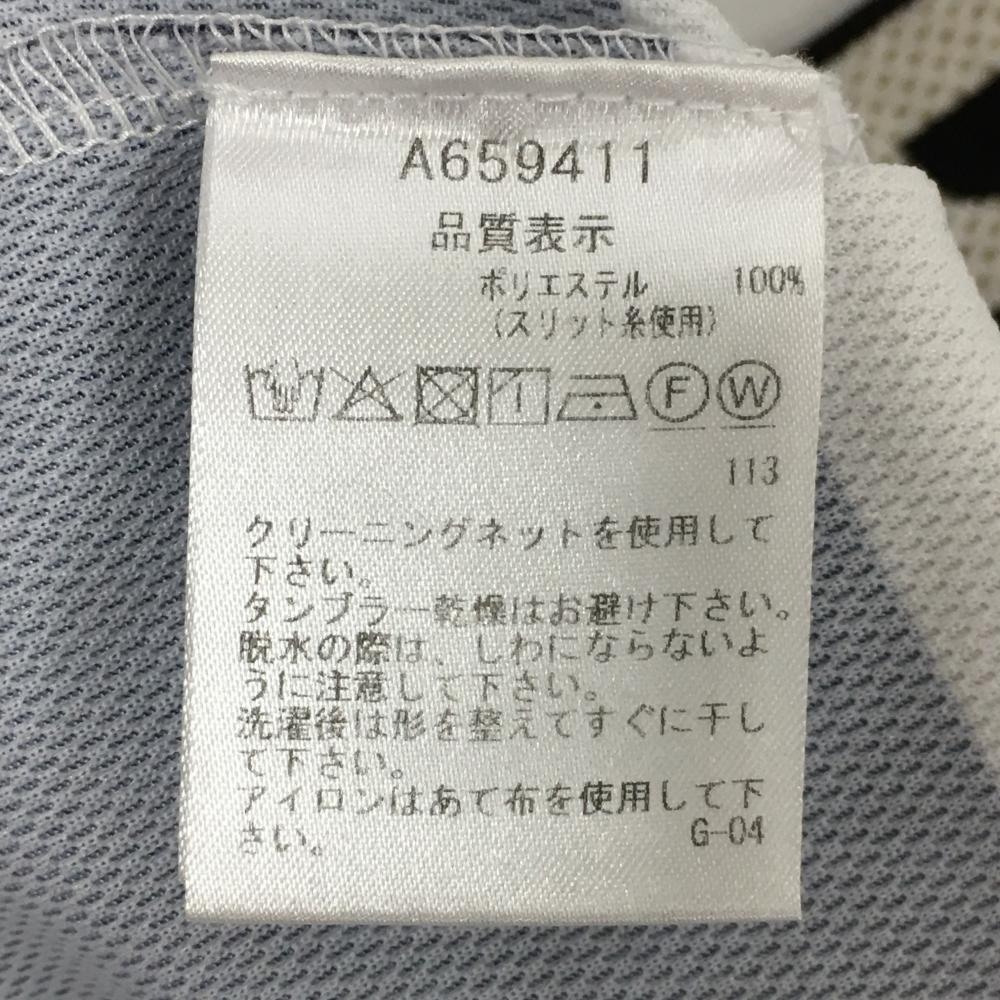 A659411
品質表示
ポリエステル 100%
(スリット糸使用)
F W
113
クリーニングネットを使用して
下さい。
タンブラー乾燥はお避け下さい。
脱水の際は、しわにならないよ
うに注意して下さい。
洗濯後は形を整えてすぐに干し
て下さい。
アイロンはあて布を使用して下
さい。 G-04